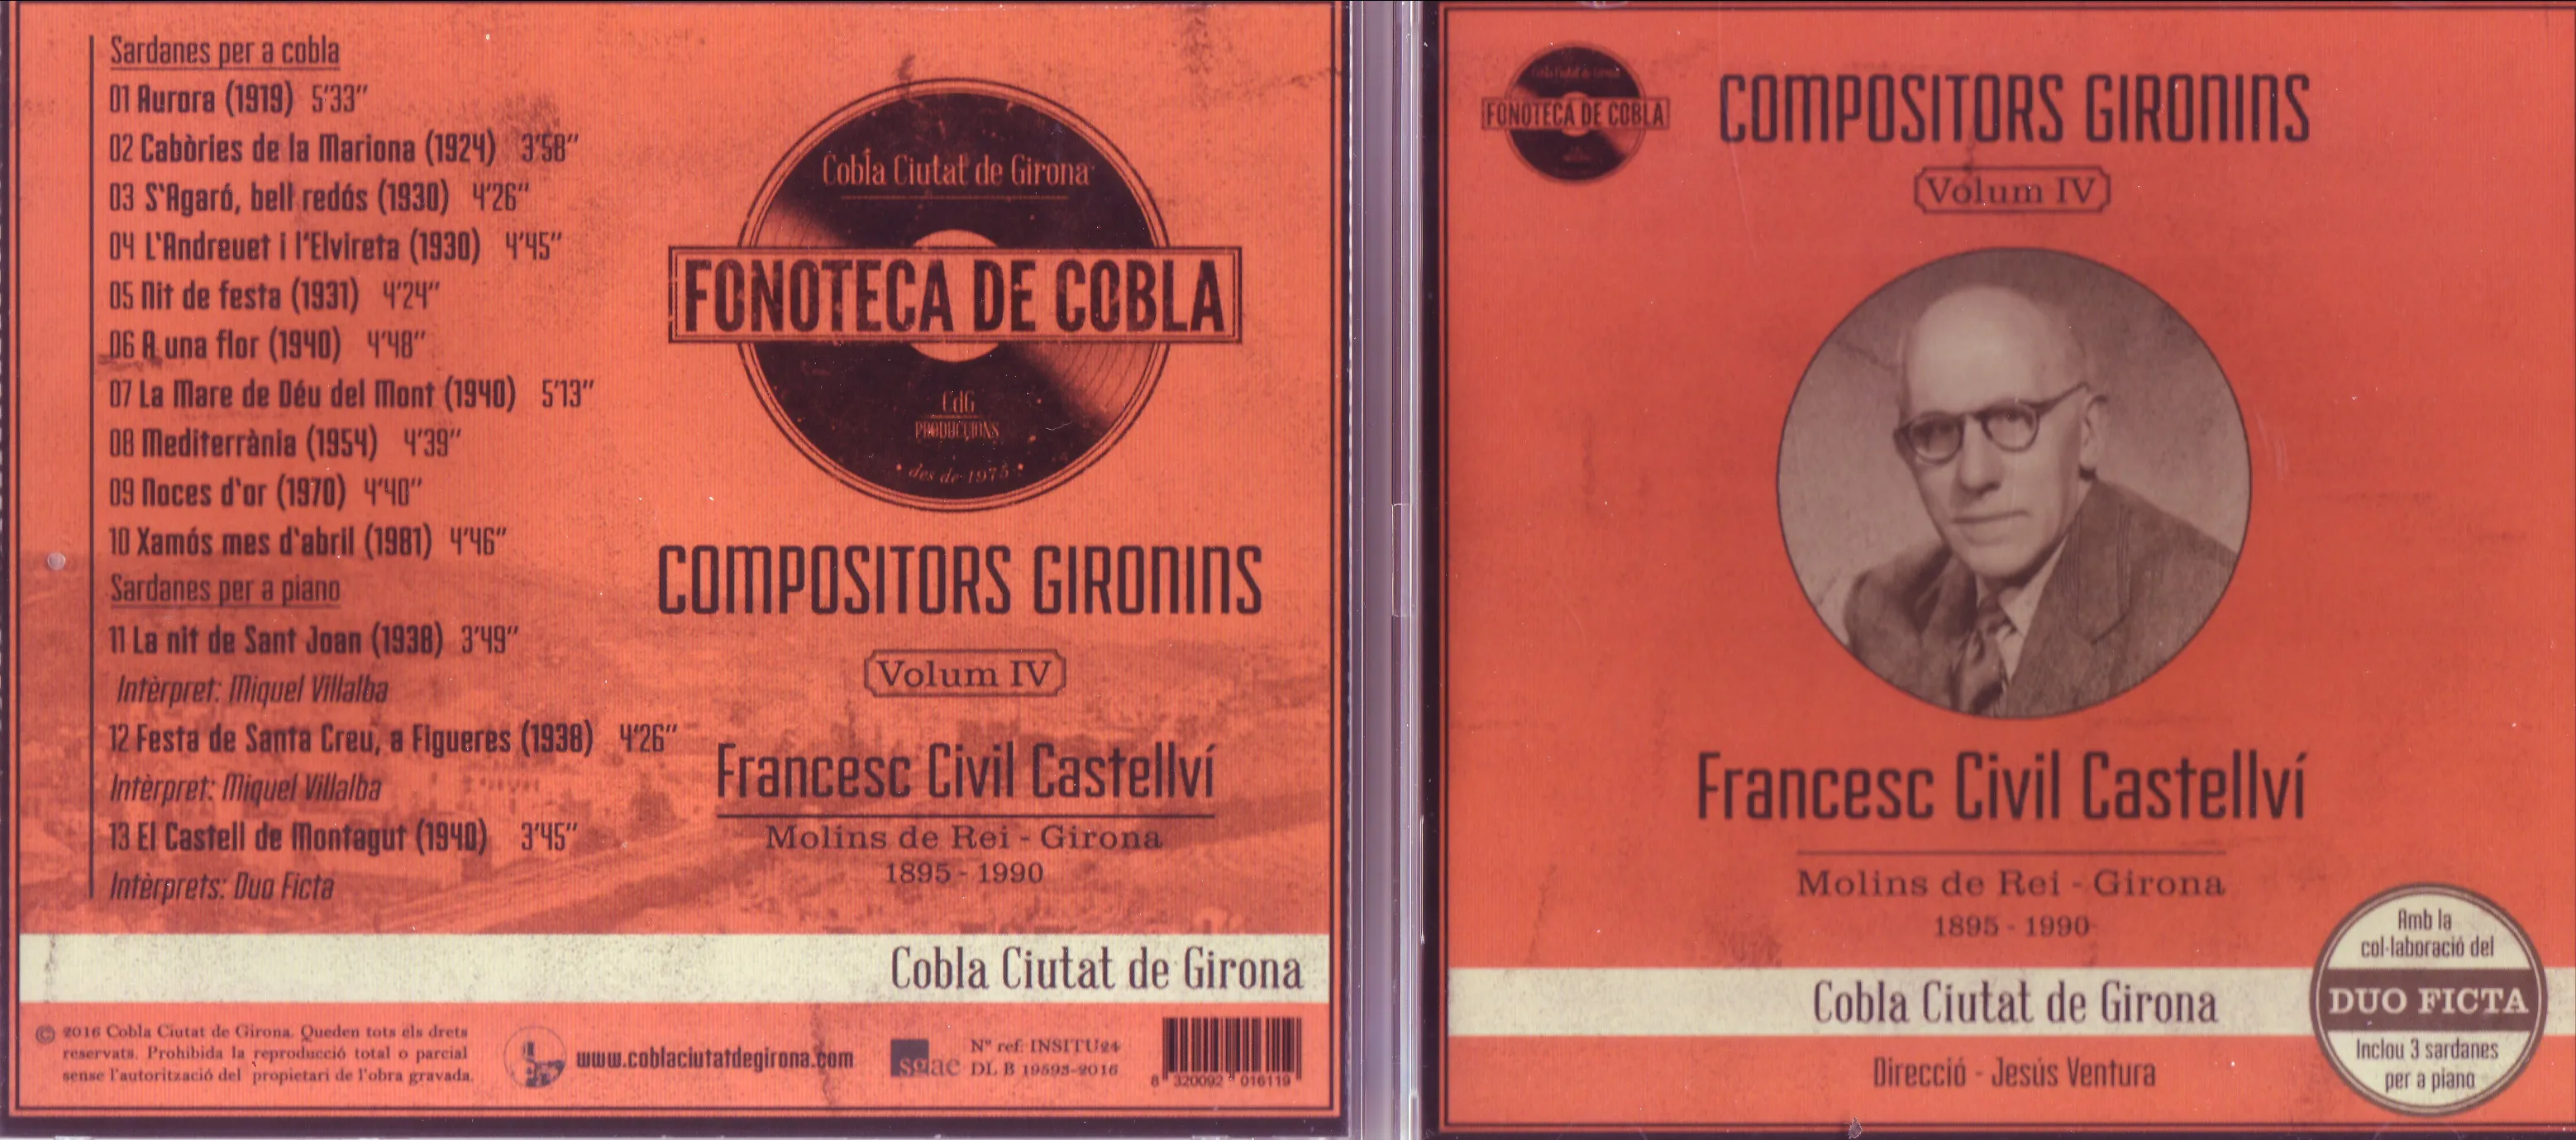 Sardanes per a cobla
01 Aurora (1919) 5'33"
02 Cabòries de la Mariona (1924) 3'58"
03 S'Agaró, bell redós (1930) 4'26"
04 L'Andreuet i l'Elvireta (1930) 4'45"
05 Nit de festa (1931) 4'24"
06 A una flor (1940) 4'48"
07 La Mare de Déu del Mont (1940) 5'13"
08 Mediterrània (1954) 4'39"
09 Noces d'or (1970) 4'40"
10 Xamós mes d'abril (1981) 4'46"
Sardanes per a piano
11 La nit de Sant Joan (1938) 3'49"
Intèrpret: Miquel Villalba
12 Festa de Santa Creu, a Figueres (1938) 4'26"
Intèrpret: Miquel Villalba
13 El Castell de Montagut (1940) 3'45"
Intèrprets: Duo Ficta
Cobla Ciutat de Girona
FONOTECA DE COBLA
CdG
PRODUCCIONS
• des de 1975 •
COMPOSITORS GIRONINS
Volum IV
Francesc Civil Castellví
Molins de Rei - Girona
1895 - 1990
Cobla Ciutat de Girona
© 2016 Cobla Ciutat de Girona. Queden tots els drets
reservats. Prohibida la reproducció total o parcial
sense l'autorització del propietari de l'obra gravada.
www.coblaciutatdegirona.com
sgae
Nº ref: INSITU24
DL B 19593-2016
8 320092 016119
Cobla Ciutat de Girona
FONOTECA DE COBLA
COMPOSITORS GIRONINS
Volum IV
Francesc Civil Castellví
Molins de Rei - Girona
1895 - 1990
Cobla Ciutat de Girona
Direcció - Jesús Ventura
Amb la
col·laboració del
DUO FICTA
Inclou 3 sardanes
per a piano